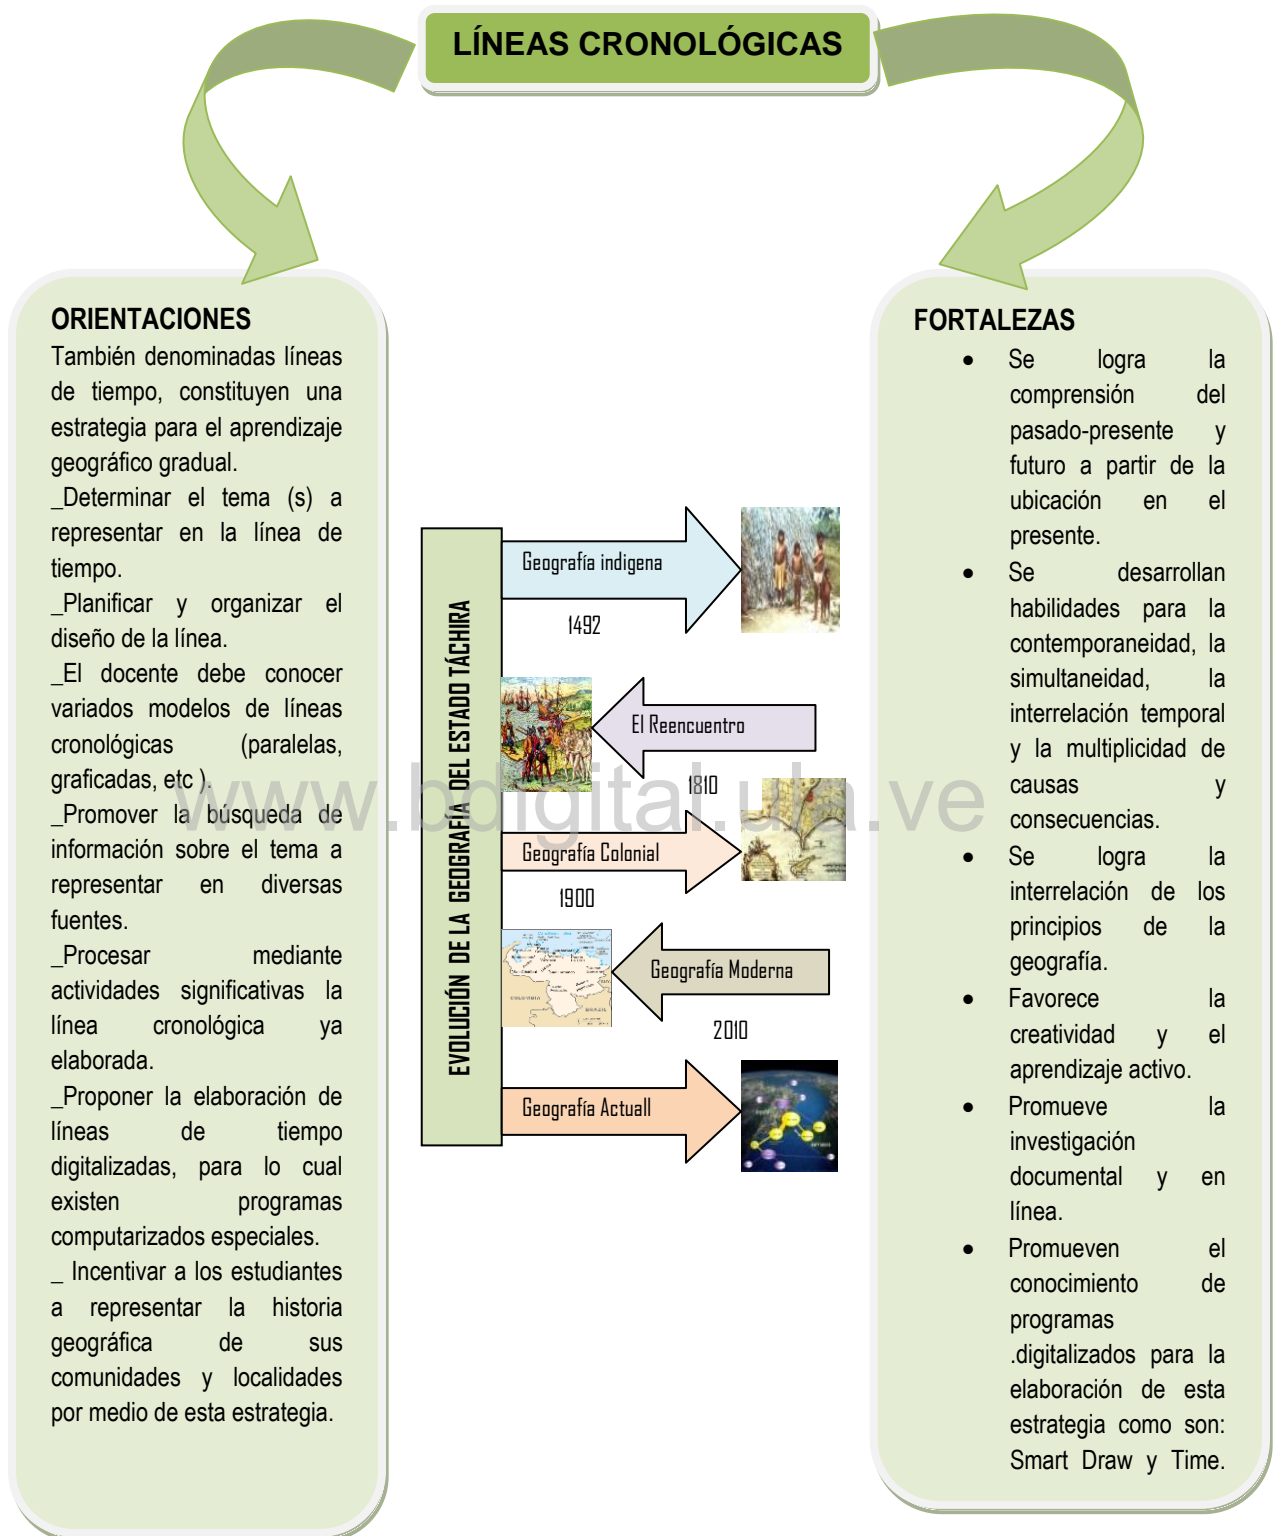 LÍNEAS CRONOLÓGICAS
ORIENTACIONES
También denominadas líneas
de tiempo, constituyen una
estrategia para el aprendizaje
geográfico gradual.
_Determinar el tema (s) a
representar en la línea de
tiempo.
_Planificar y organizar el
diseño de la línea.
_El docente debe conocer
variados modelos de líneas
cronológicas (paralelas,
graficadas, etc ).
_Promover la búsqueda de
información sobre el tema a
representar en diversas
fuentes.
_Procesar mediante
actividades significativas la
línea cronológica ya
elaborada.
_Proponer la elaboración de
líneas de tiempo
digitalizadas, para lo cual
existen programas
computarizados especiales.
_ Incentivar a los estudiantes
a representar la historia
geográfica de sus
comunidades y localidades
por medio de esta estrategia.
EVOLUCIÓN DE LA GEOGRAFÍA DEL ESTADO TÁCHIRA
Geografía indigena
1492
El Reencuentro
1810
Geografía Colonial
1900
Geografía Moderna
2010
Geografía Actuall
FORTALEZAS
• Se logra la
comprensión del
pasado-presente y
futuro a partir de la
ubicación en el
presente.
• Se desarrollan
habilidades para la
contemporaneidad, la
simultaneidad, la
interrelación temporal
y la multiplicidad de
causas y
consecuencias.
• Se logra la
interrelación de los
principios de la
geografía.
• Favorece la
creatividad y el
aprendizaje activo.
• Promueve la
investigación
documental y en
línea.
• Promueven el
conocimiento de
programas
.digitalizados para la
elaboración de esta
estrategia como son:
Smart Draw y Time.
www.bdigital.ula.ve